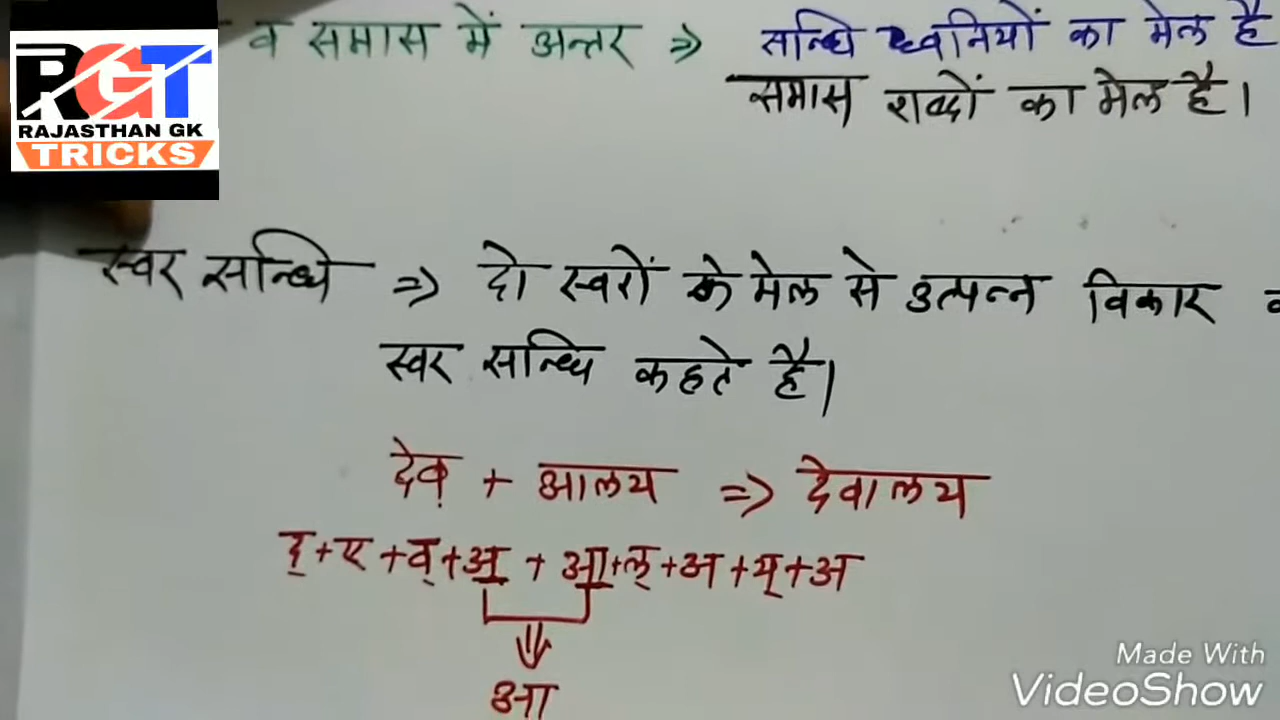 व समास में अन्तर ⇒ सन्धि ध्वनियों का मेल है
समास शब्दों का मेल है।
RGT
RAJASTHAN GK
TRICKS
स्वर सन्धि ⇒ दो स्वरों के मेल से उत्पन्न विकार
स्वर सन्धि कहते है।
देव + आलय ⇒ देवालय
द्+ए+व्+अ + आ+ल्+अ+य्+अ
आ
Made With
VideoShow